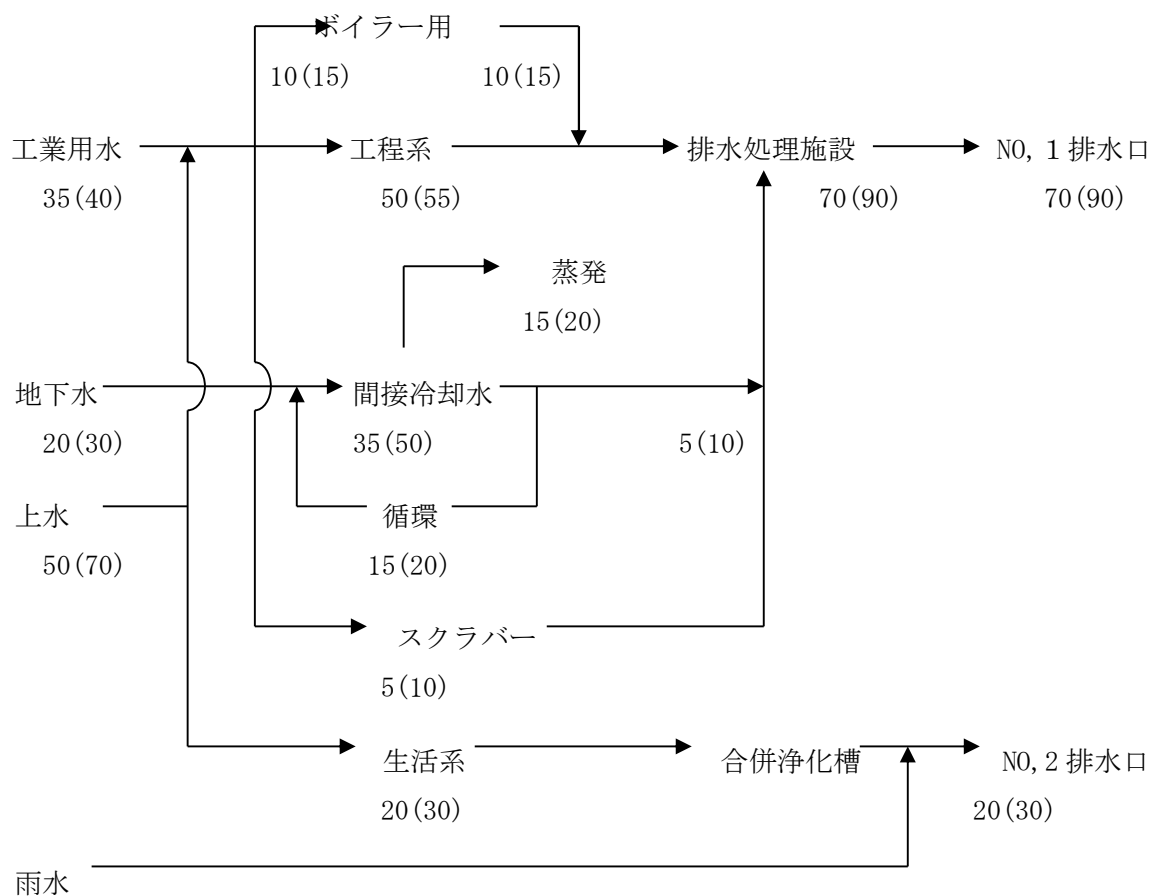 ボイラー用
10(15) 10(15)
工業用水 工程系 排水処理施設 NO,１排水口
35(40) 50(55) 70(90) 70(90)
蒸発
15(20)
地下水 間接冷却水
20(30) 35(50) 5(10)
上水 循環
50(70) 15(20)
スクラバー
5(10)
生活系 合併浄化槽 NO,2排水口
20(30) 20(30)
雨水